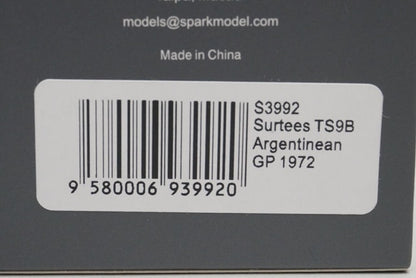 models@sparkmodel.com
Made in China
S3992
Surtees TS9B
Argentinean
GP 1972
9 580006 939920